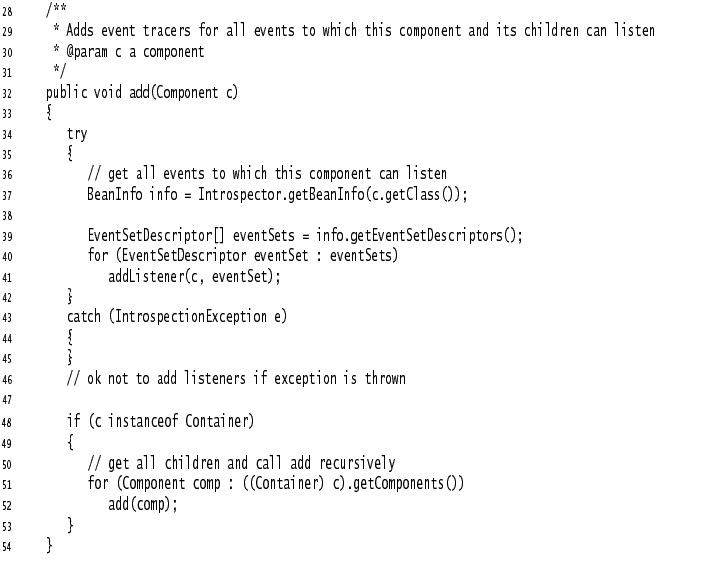 28    /**
29     * Adds event tracers for all events to which this component and its children can listen
30     * @param c a component
31     */
32    public void add(Component c)
33    {
34       try
35       {
36          // get all events to which this component can listen
37          BeanInfo info = Introspector.getBeanInfo(c.getClass());
38
39          EventSetDescriptor[] eventSets = info.getEventSetDescriptors();
40          for (EventSetDescriptor eventSet : eventSets)
41             addListener(c, eventSet);
42       }
43       catch (IntrospectionException e)
44       {
45       }
46       // ok not to add listeners if exception is thrown
47
48       if (c instanceof Container)
49       {
50          // get all children and call add recursively
51          for (Component comp : ((Container) c).getComponents())
52             add(comp);
53       }
54    }